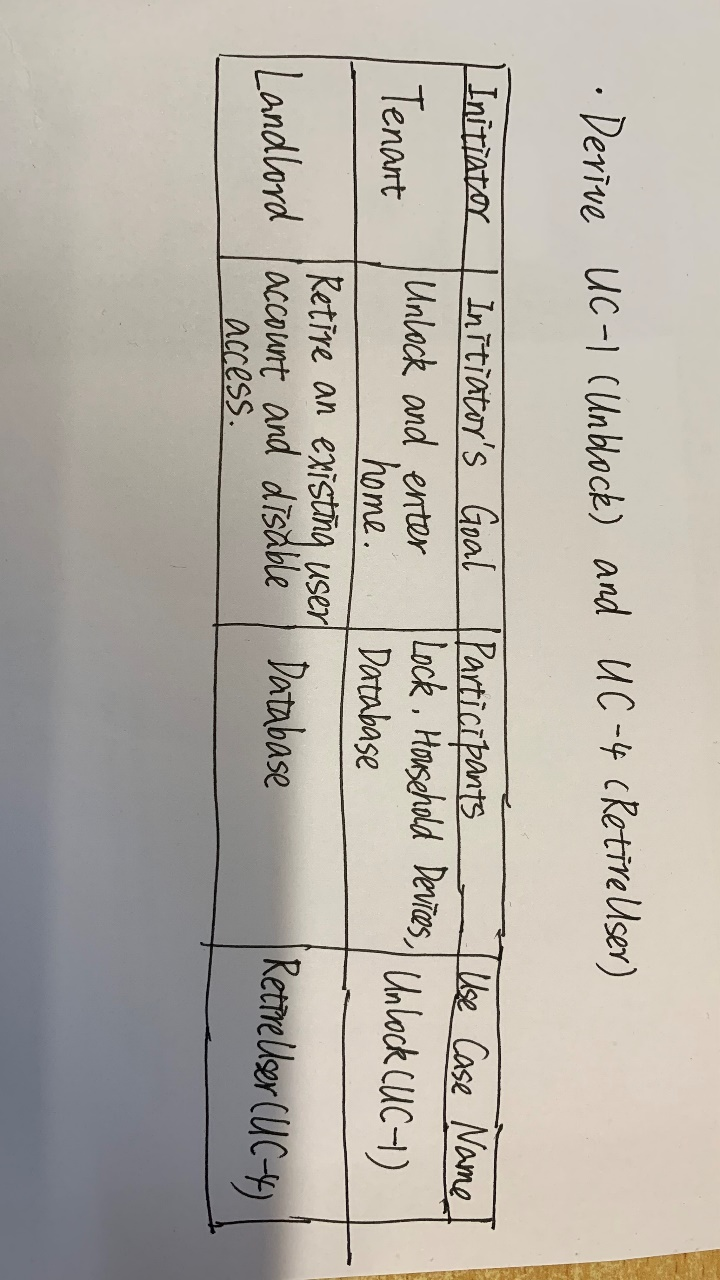 · Derive UC-1 (Unblock) and UC-4 (RetireUser)
Initiator Initiator's Goal Participants Use Case Name
Tenant Unlock and enter home. Lock, Household Devices, Database Unlock (UC-1)
Landlord Retire an existing user account and disable access. Database RetireUser (UC-4)